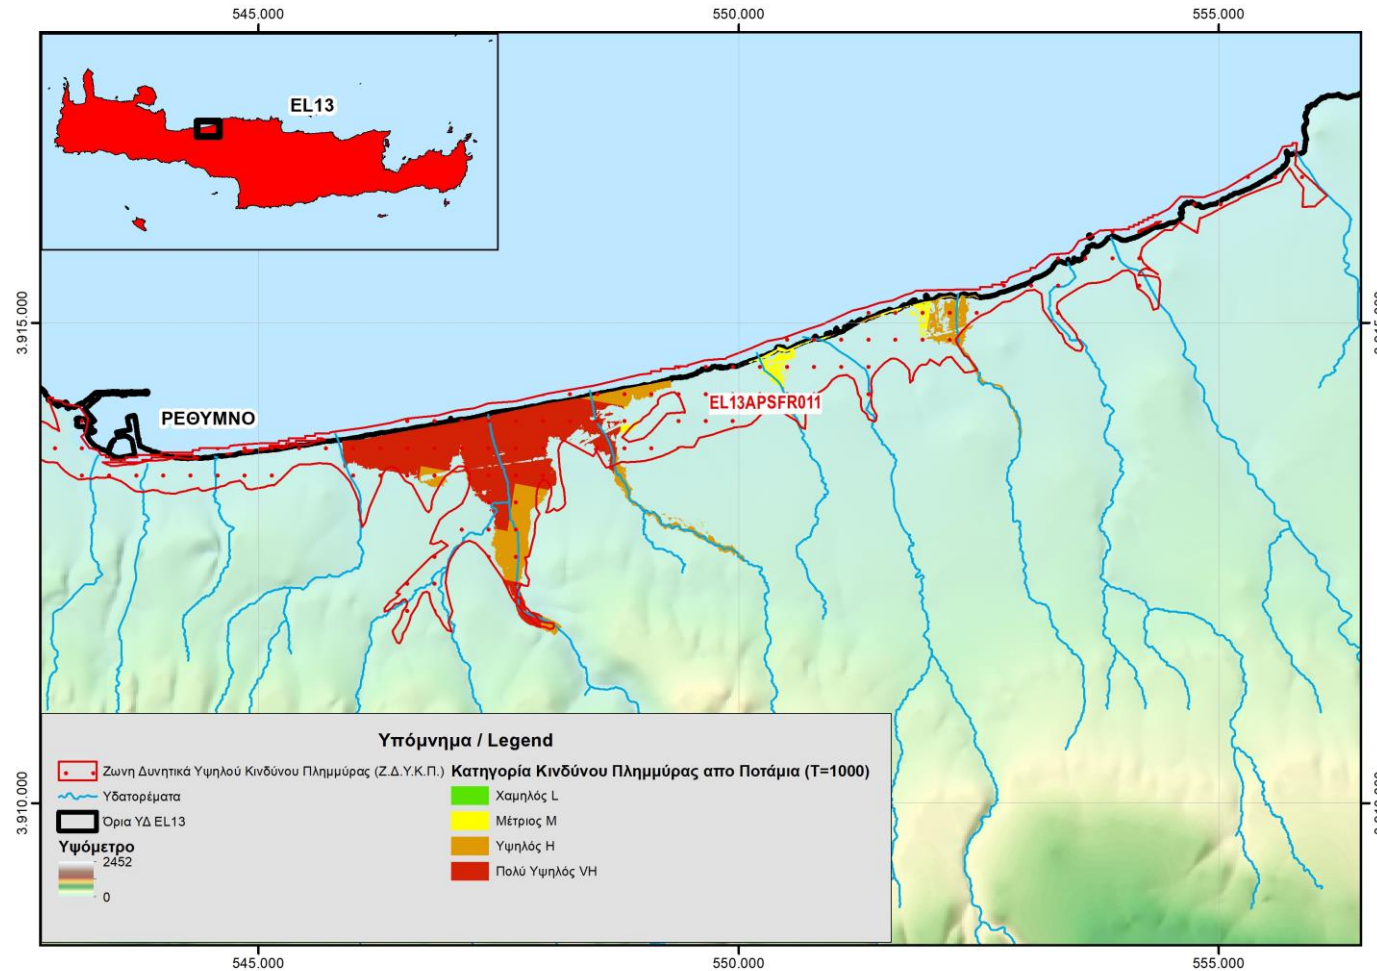 545.000
550.000
555.000
EL13
3.915.000
ΡΕΘΥΜΝΟ
EL13APSFR011
Υπόμνημα / Legend
Ζωνη Δυνητικά Υψηλού Κινδύνου Πλημμύρας (Ζ.Δ.Υ.Κ.Π.)
Υδατορέματα
Όρια ΥΔ EL13
Υψόμετρο
2452
0
Κατηγορία Κινδύνου Πλημμύρας απο Ποτάμια (T=1000)
Χαμηλός L
Μέτριος M
Υψηλός H
Πολύ Υψηλός VH
3.910.000
545.000
550.000
555.000